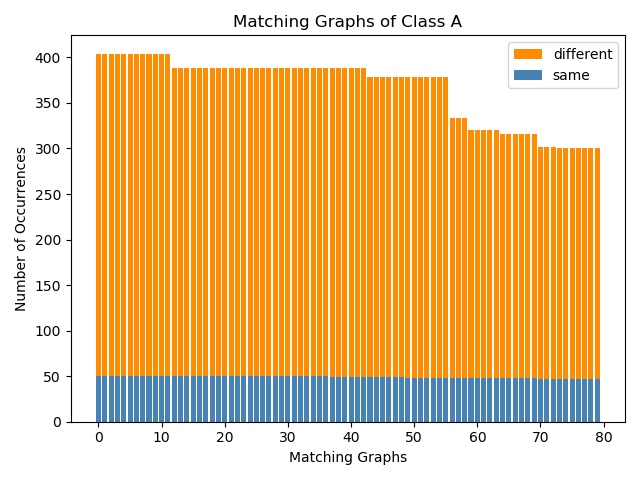 Matching Graphs of Class A
different
same
Number of Occurrences
400
350
300
250
200
150
100
50
0
0 10 20 30 40 50 60 70 80
Matching Graphs